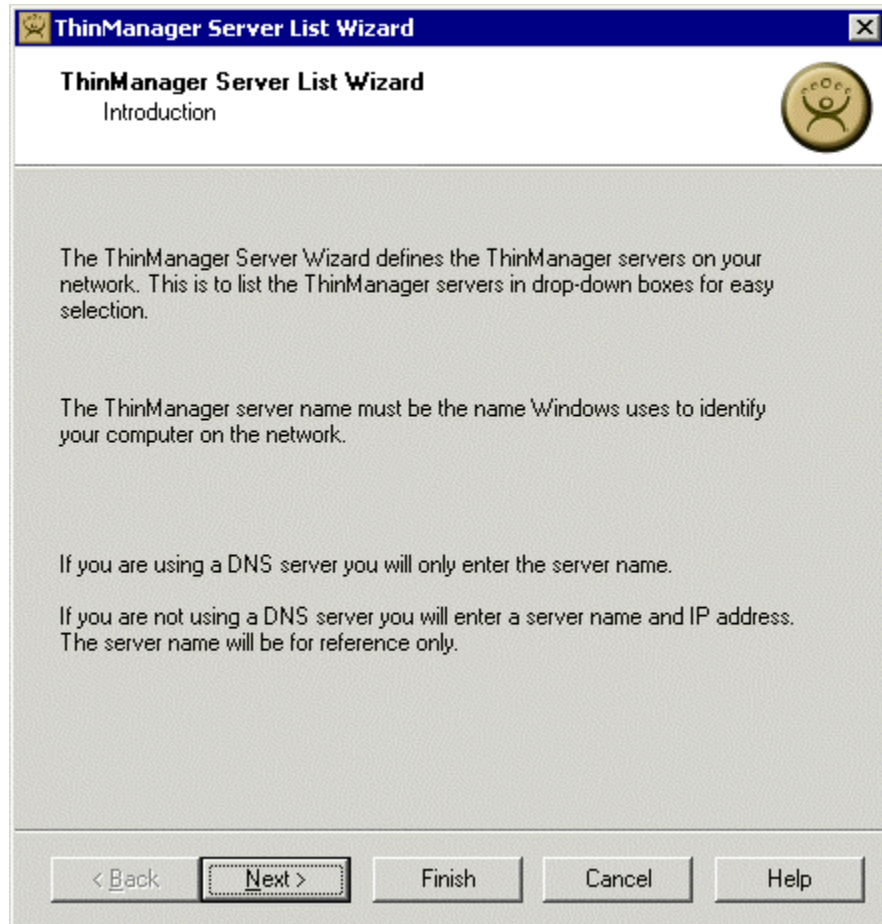 ThinManager Server List Wizard
ThinManager Server List Wizard
Introduction
The ThinManager Server Wizard defines the ThinManager servers on your
network. This is to list the ThinManager servers in drop-down boxes for easy
selection.
The ThinManager server name must be the name Windows uses to identify
your computer on the network.
If you are using a DNS server you will only enter the server name.
If you are not using a DNS server you will enter a server name and IP address.
The server name will be for reference only.
< Back Next > Finish Cancel Help